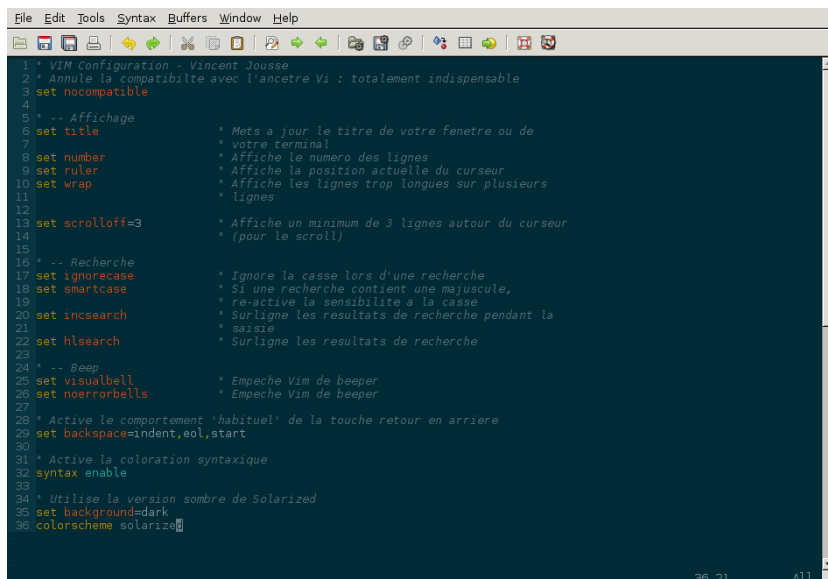 File Edit Tools Syntax Buffers Window Help
1 " VIM Configuration - Vincent Jousse
2 " Annule la compatibilte avec l'ancetre Vi : totalement indispensable
3 set nocompatible
4
5 " -- Affichage
6 set title " Mets a jour le titre de votre fenetre ou de
7 " votre terminal
8 set number " Affiche le numero des lignes
9 set ruler " Affiche la position actuelle du curseur
10 set wrap " Affiche les lignes trop longues sur plusieurs
11 " lignes
12
13 set scrolloff=3 " Affiche un minimum de 3 lignes autour du curseur
14 " (pour le scroll)
15
16 " -- Recherche
17 set ignorecase " Ignore la casse lors d'une recherche
18 set smartcase " Si une recherche contient une majuscule,
19 " re-active la sensibilite a la casse
20 set incsearch " Surligne les resultats de recherche pendant la
21 " saisie
22 set hlsearch " Surligne les resultats de recherche
23
24 " -- Beep
25 set visualbell " Empeche Vim de beeper
26 set noerrorbells " Empeche Vim de beeper
27
28 " Active le comportement 'habituel' de la touche retour en arriere
29 set backspace=indent,eol,start
30
31 " Active la coloration syntaxique
32 syntax enable
33
34 " Utilise la version sombre de Solarized
35 set background=dark
36 colorscheme solarized
36,21 All